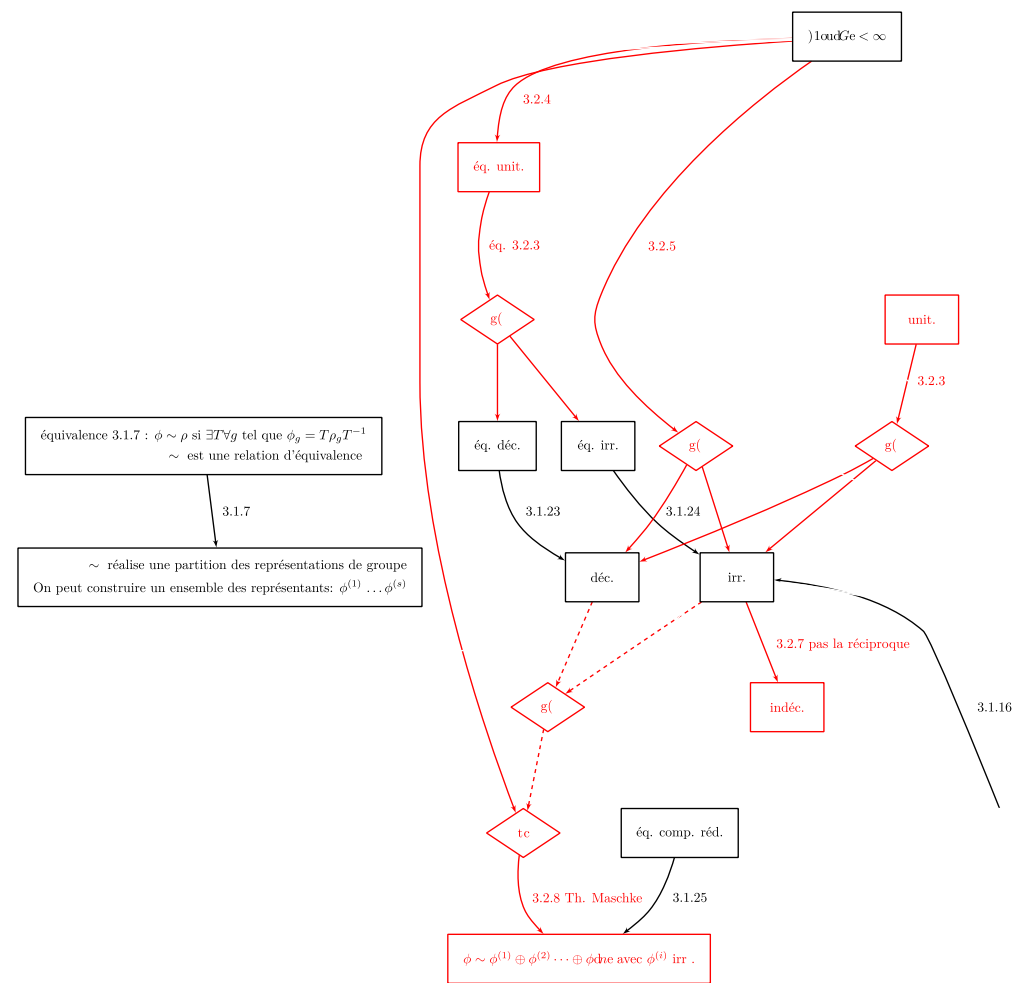 3.2.4
éq. unit.
éq. 3.2.3
3.2.5
g(
unit.
3.2.3
équivalence 3.1.7 : ϕ ∼ ρ si ∃T∀g tel que ϕ_g = Tρ_gT^{−1}
∼ est une relation d'équivalence
éq. déc.
éq. irr.
g(
g(
3.1.7
3.1.23
3.1.24
∼ réalise une partition des représentations de groupe
On peut construire un ensemble des représentants: ϕ^{(1)} … ϕ^{(s)}
déc.
irr.
3.2.7 pas la réciproque
g(
indéc.
3.1.16
tc
éq. comp. réd.
3.2.8 Th. Maschke
3.1.25
ϕ ∼ ϕ^{(1)} ⊕ ϕ^{(2)} ⋯ ⊕ avec ϕ^{(i)} irr .